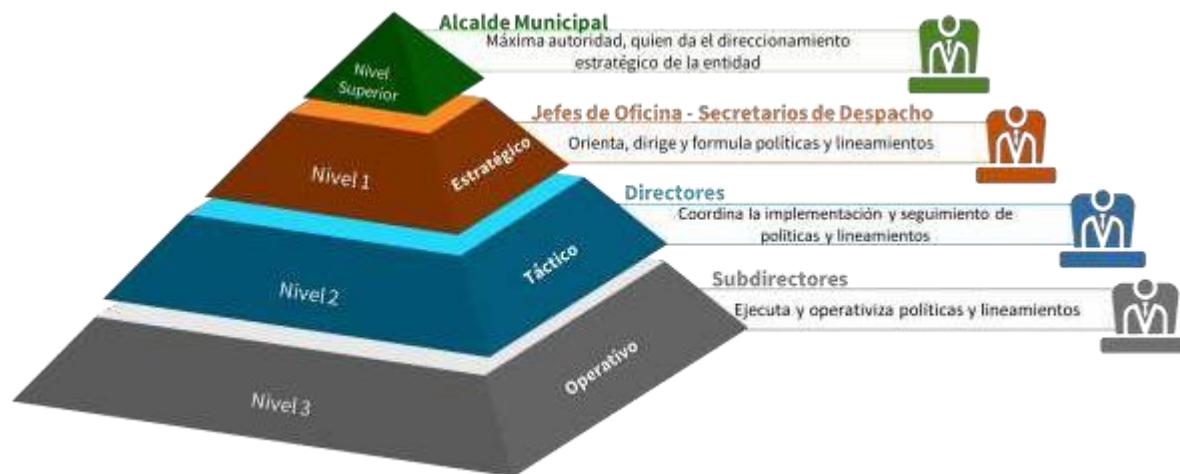 Alcalde Municipal
Máxima autoridad, quien da el direccionamiento
estratégico de la entidad
Nivel
Superior
Jefes de Oficina - Secretarios de Despacho
Orienta, dirige y formula políticas y lineamientos
Nivel 1
Estratégico
Directores
Coordina la implementación y seguimiento de
políticas y lineamientos
Nivel 2
Táctico
Subdirectores
Ejecuta y operativiza políticas y lineamientos
Nivel 3
Operativo